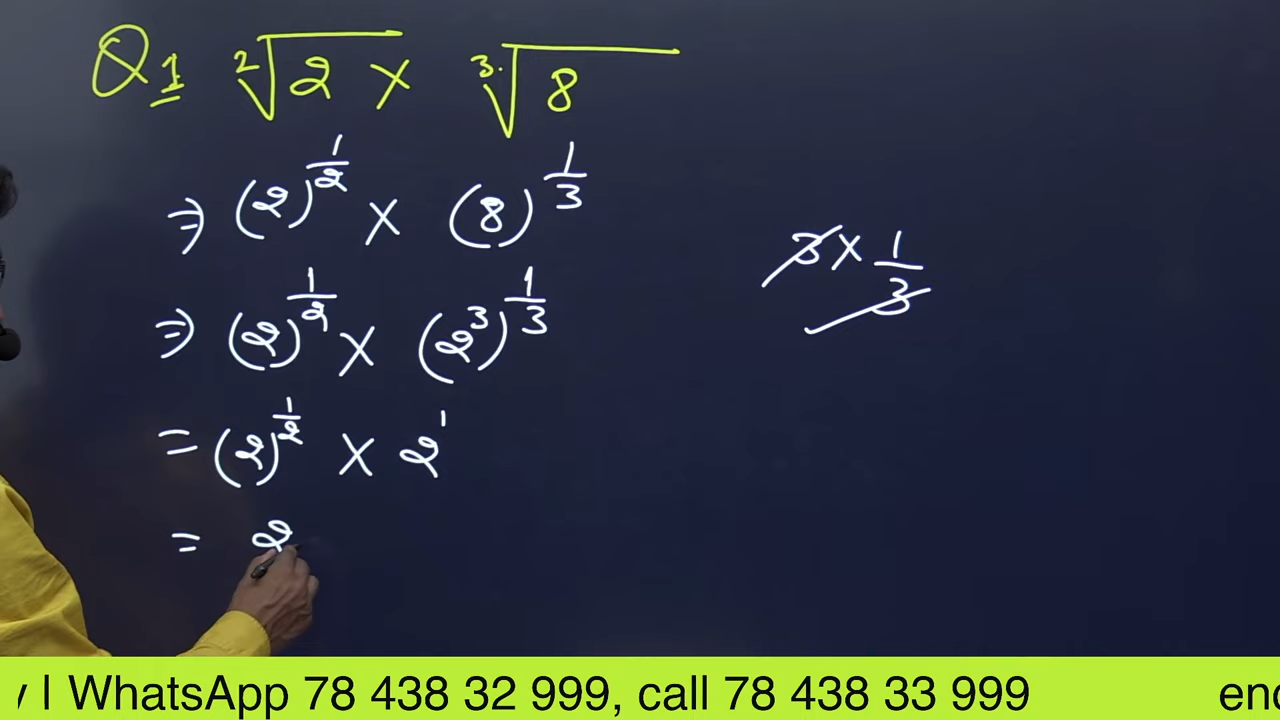 Q1 ²√2 × ³√8
⇒ (2)^1/2 × (8)^1/3
3 × 1/3
⇒ (2)^1/2 × (2³)^1/3
= (2)^1/2 × 2¹
= 2
I WhatsApp 78 438 32 999, call 78 438 33 999